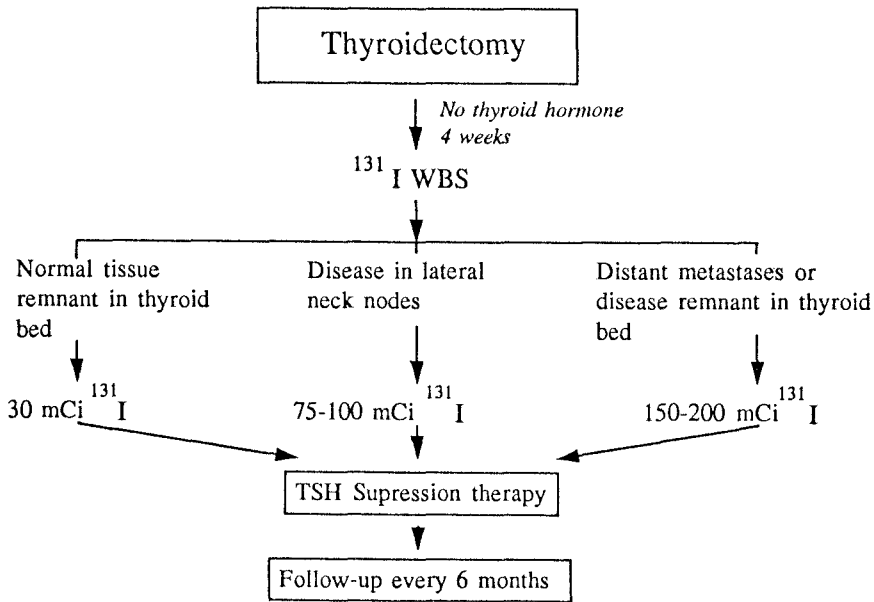 Thyroidectomy
No thyroid hormone
4 weeks
131 I WBS
Normal tissue
remnant in thyroid
bed
Disease in lateral
neck nodes
Distant metastases or
disease remnant in thyroid
bed
30 mCi 131 I
75-100 mCi 131 I
150-200 mCi 131 I
TSH Supression therapy
Follow-up every 6 months